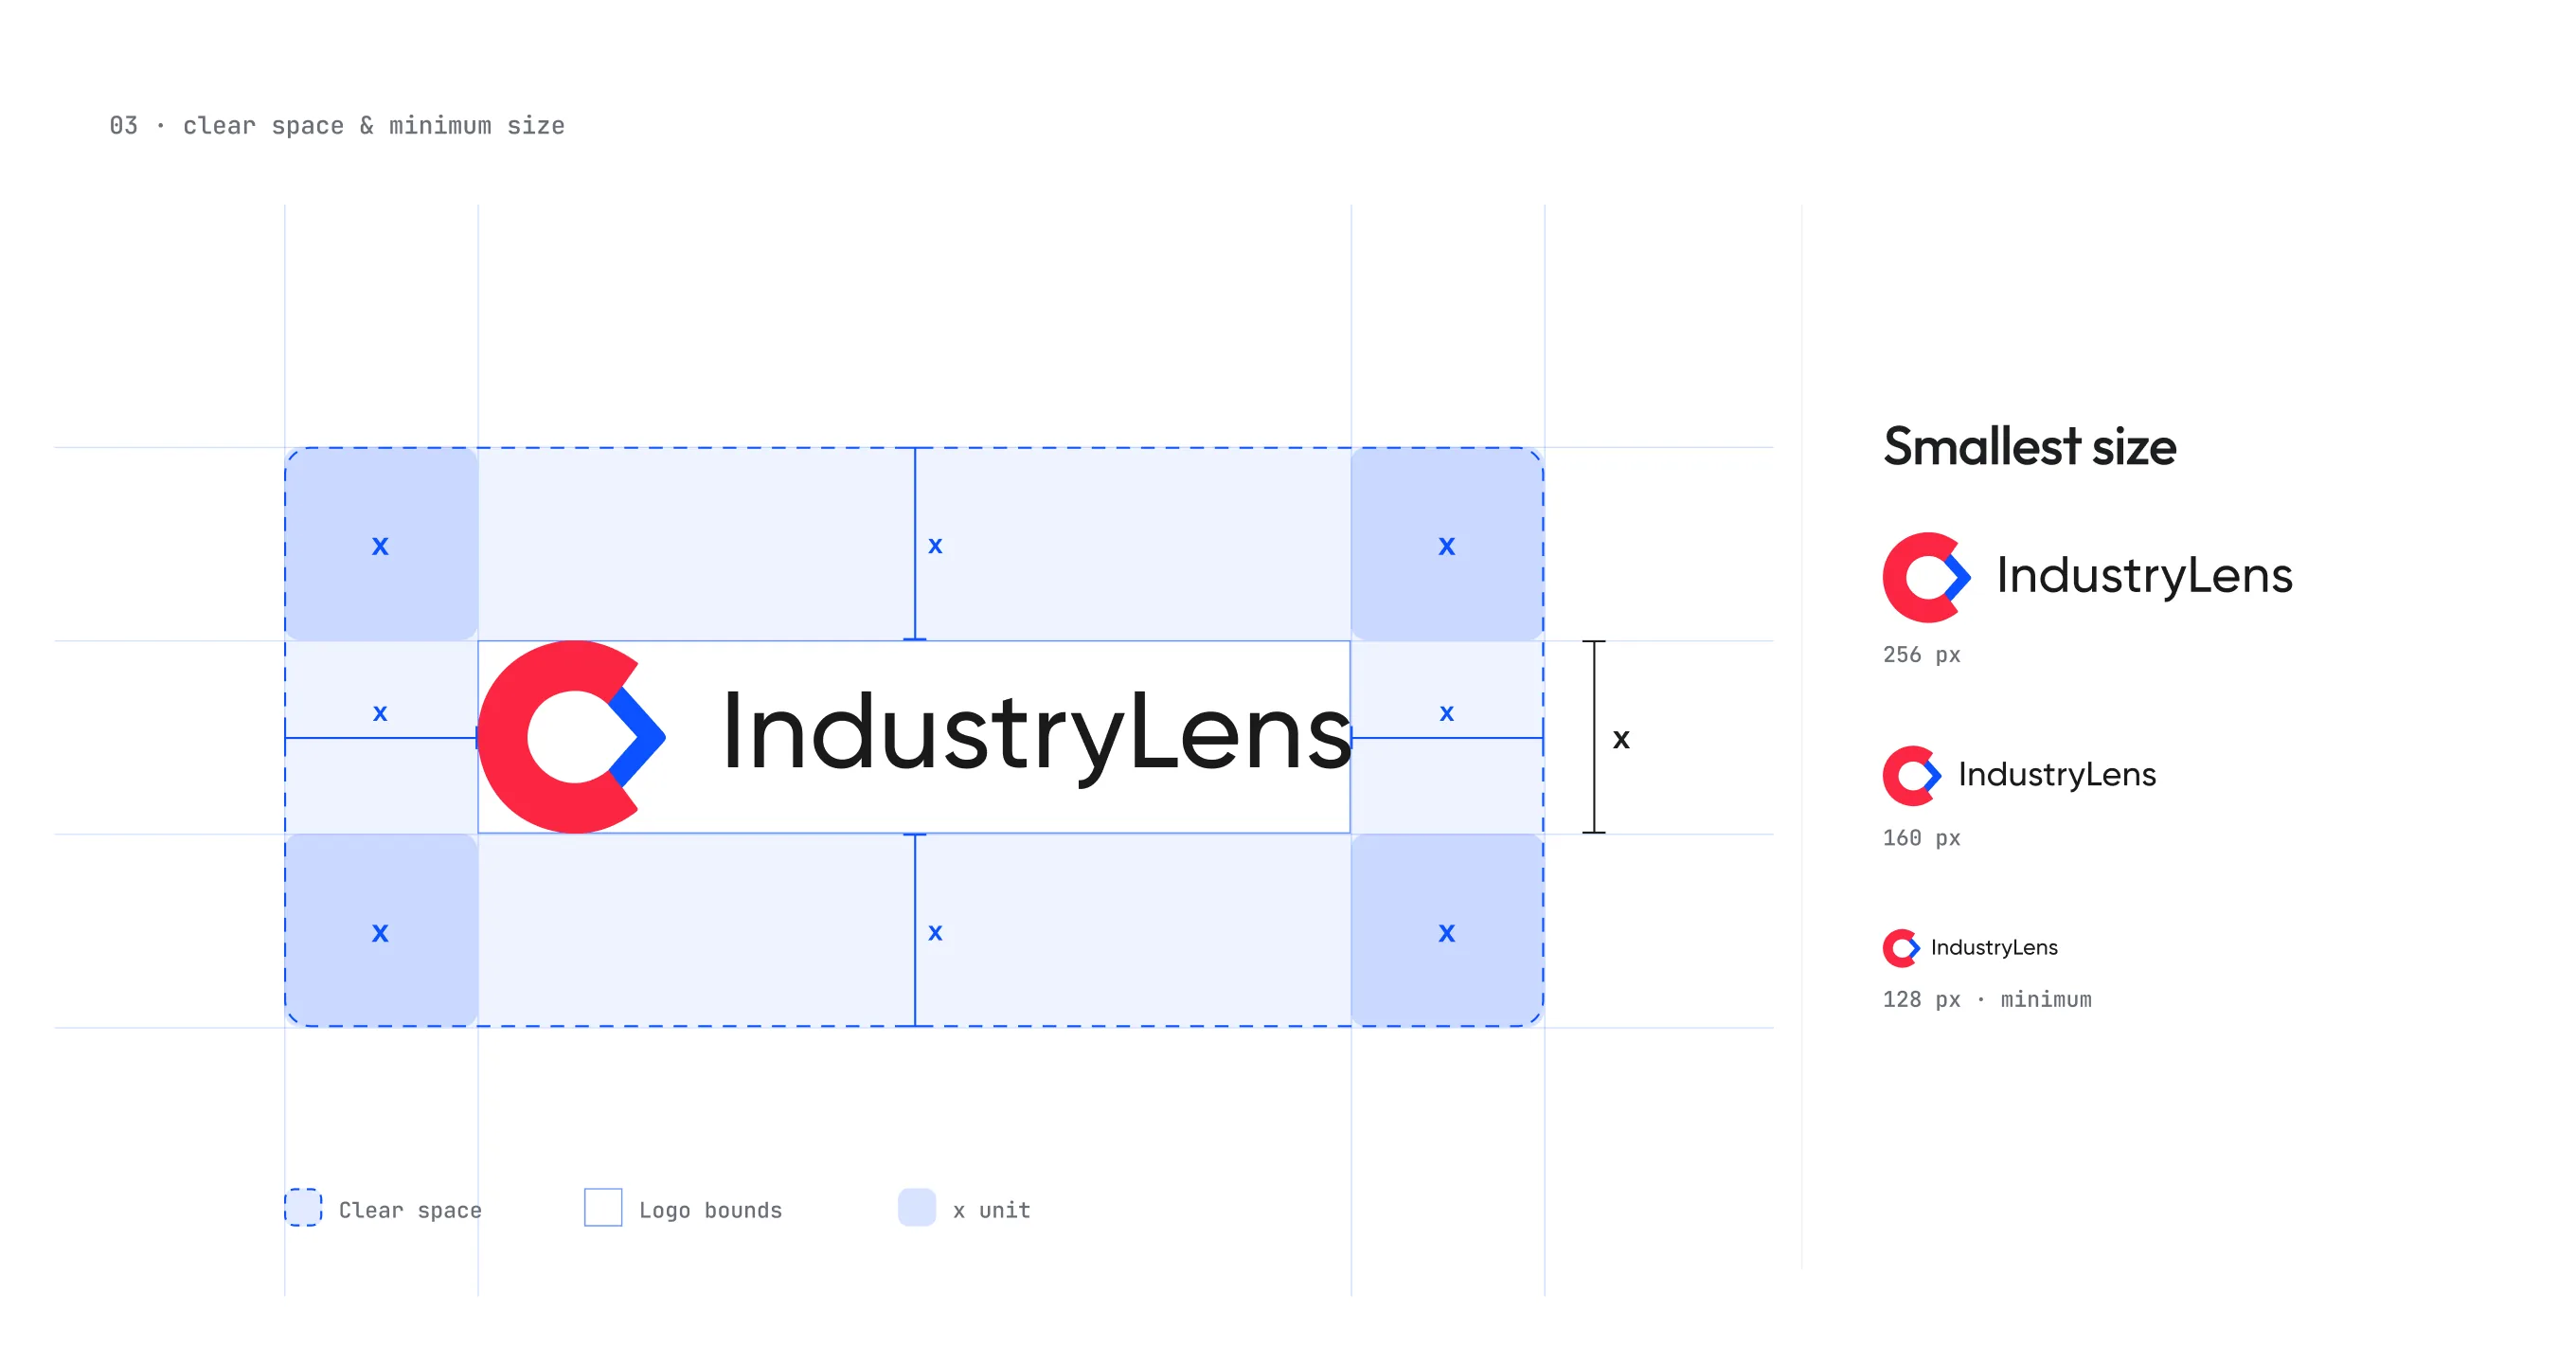 03 · clear space & minimum size
x
x
x
x
IndustryLens
x
x
x
x
x
Clear space
Logo bounds
x unit
Smallest size
IndustryLens
256 px
IndustryLens
160 px
IndustryLens
128 px · minimum